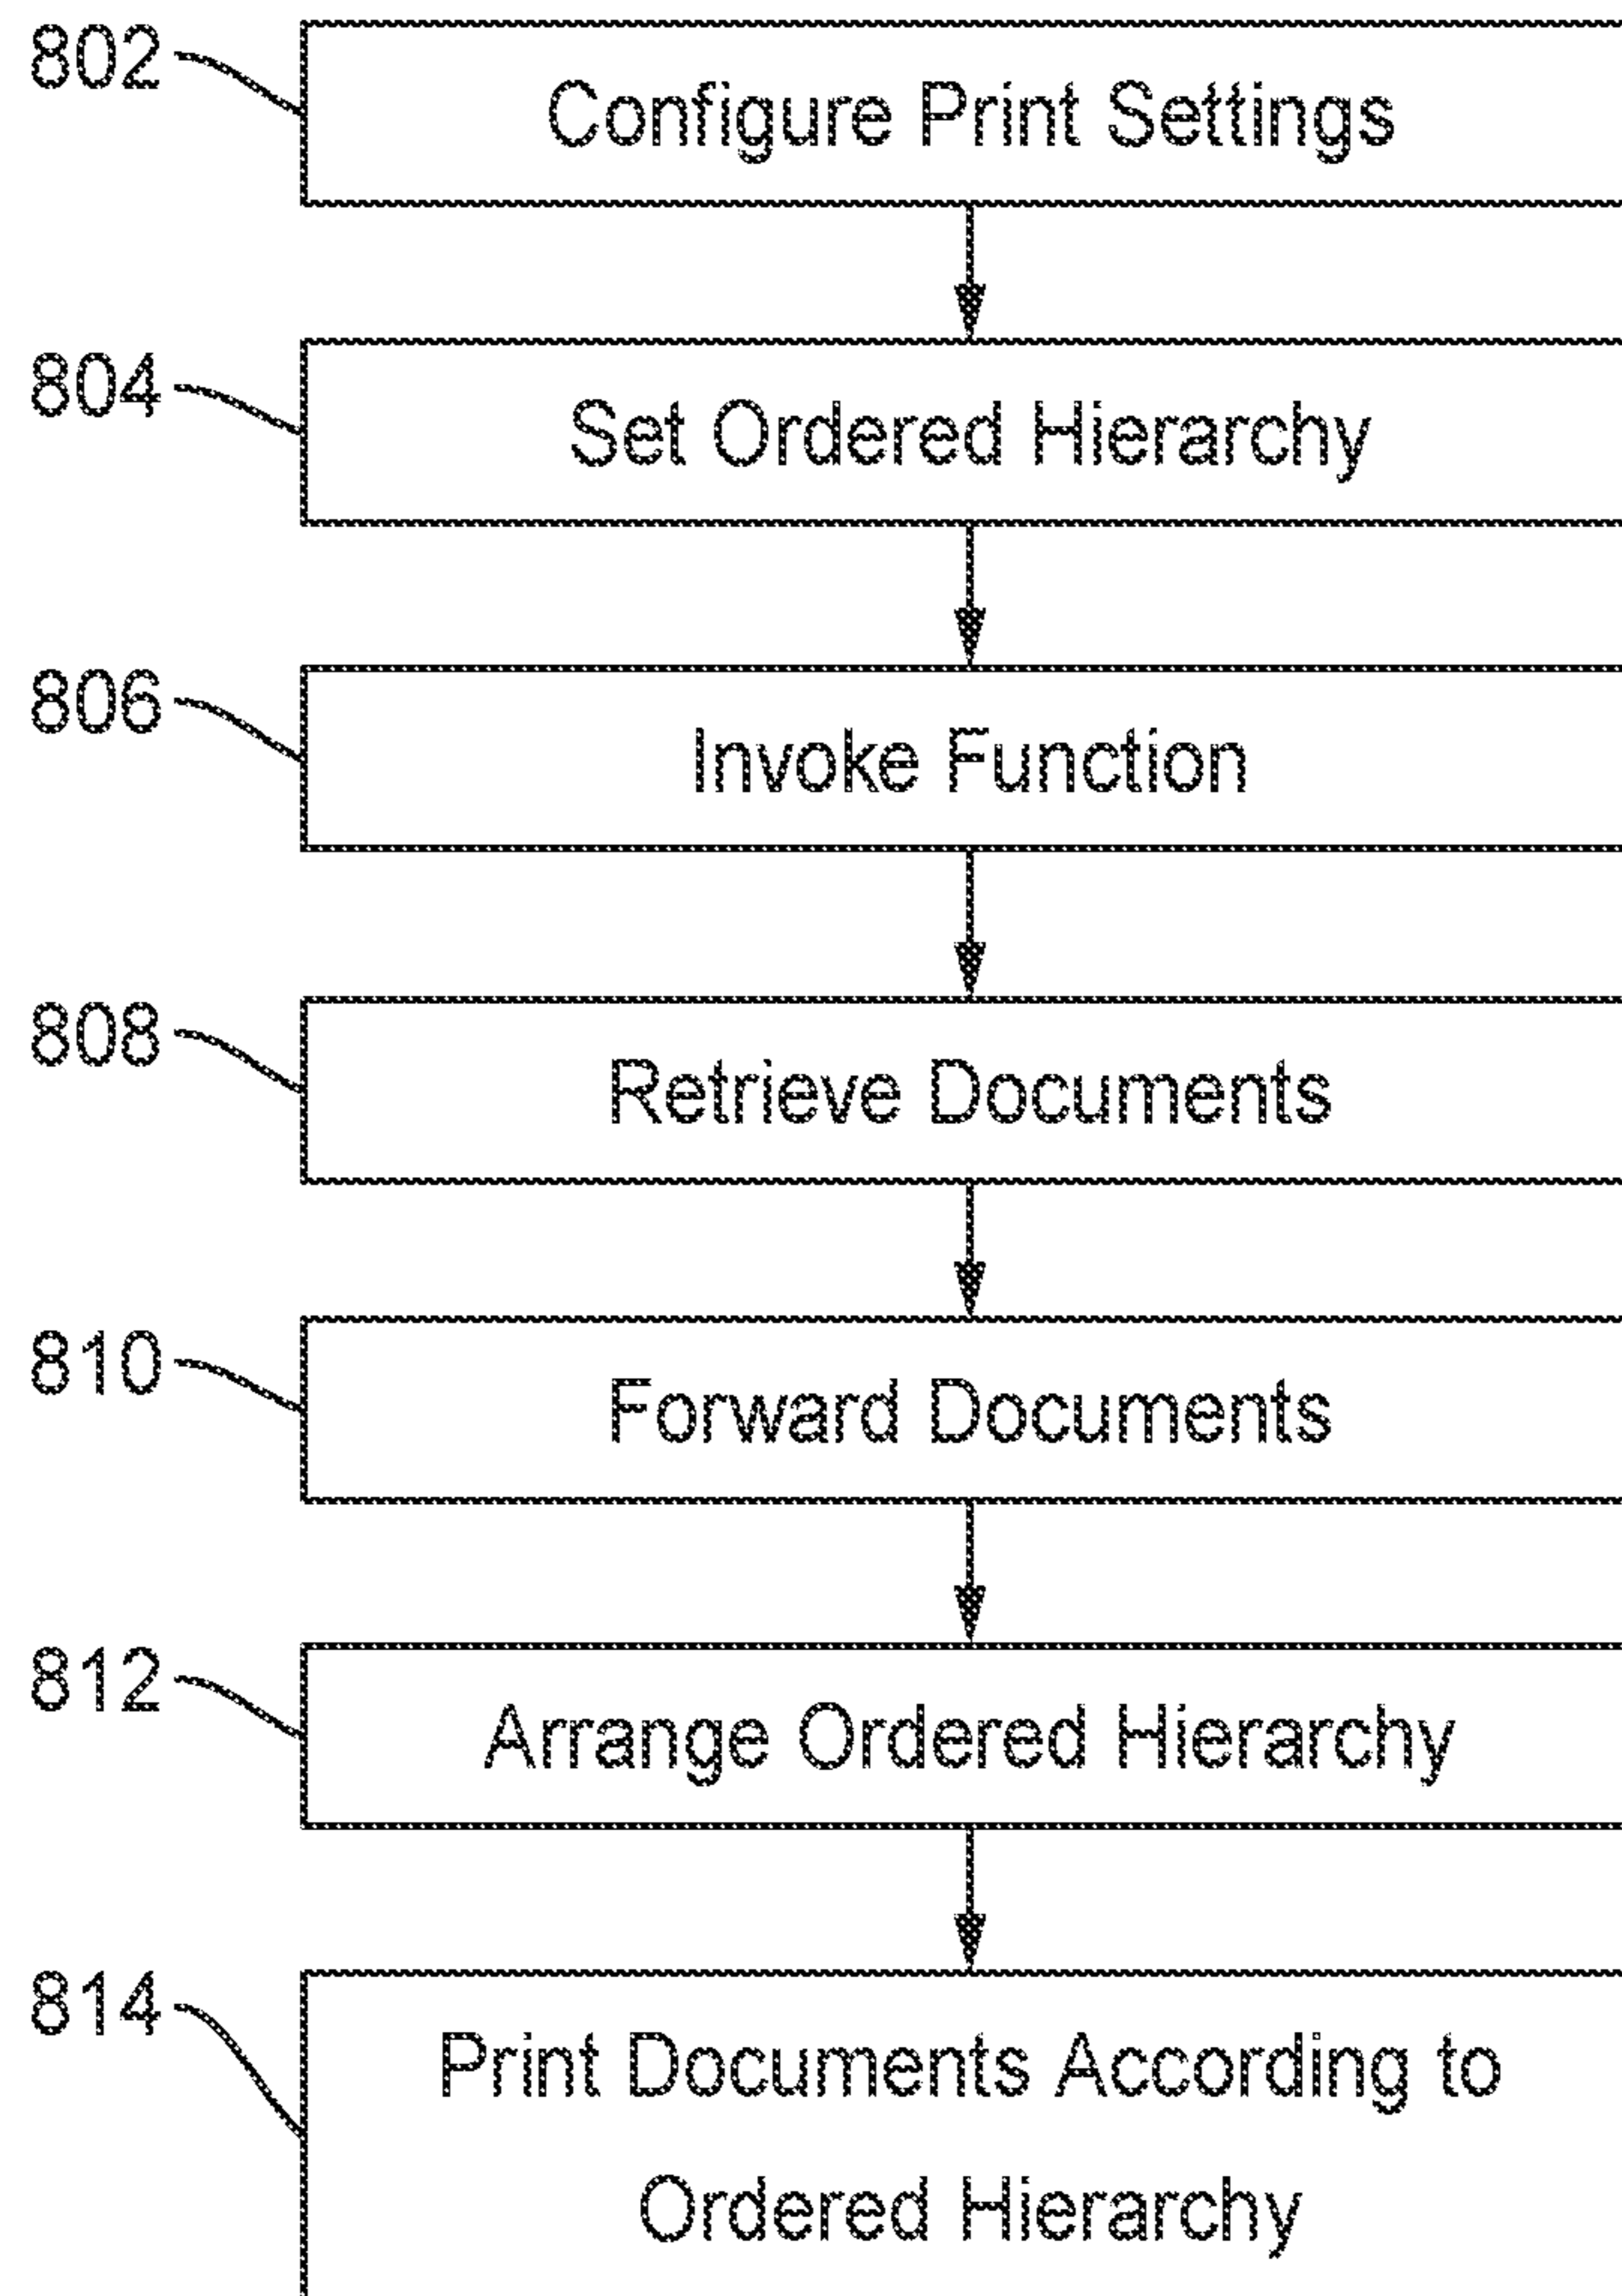 802
Configure Print Settings
804
Set Ordered Hierarchy
806
Invoke Function
808
Retrieve Documents
810
Forward Documents
812
Arrange Ordered Hierarchy
814
Print Documents According to
Ordered Hierarchy